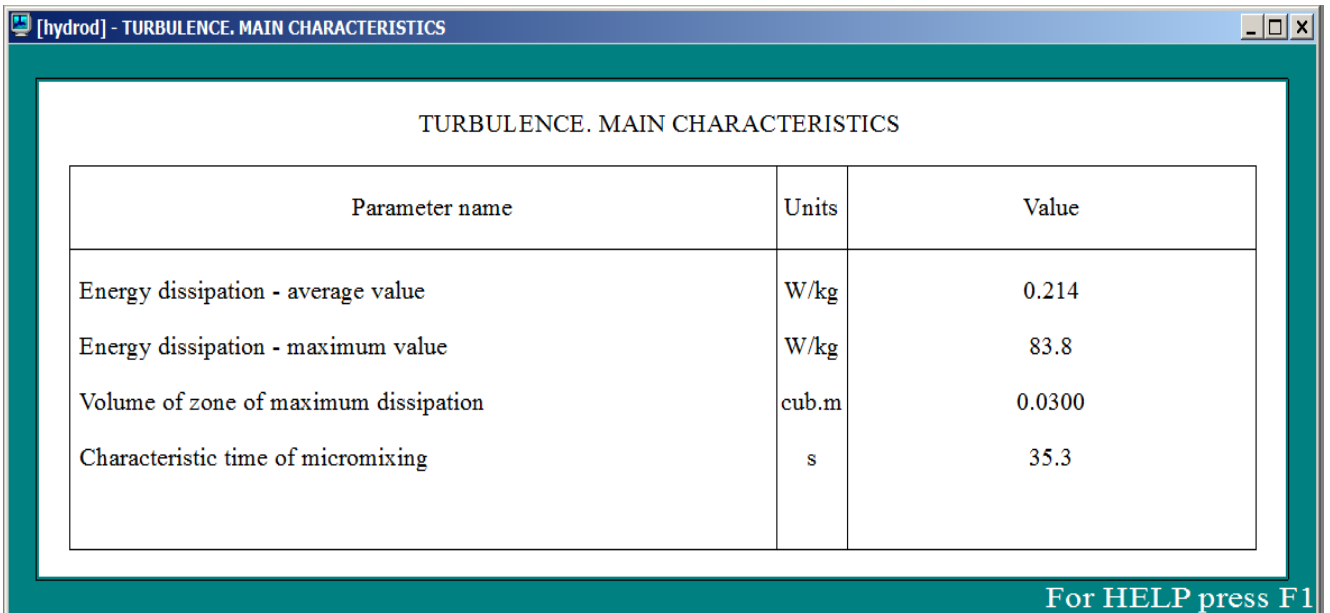 [hydrod] - TURBULENCE. MAIN CHARACTERISTICS
TURBULENCE. MAIN CHARACTERISTICS
Parameter name Units Value
Energy dissipation - average value W/kg 0.214
Energy dissipation - maximum value W/kg 83.8
Volume of zone of maximum dissipation cub.m 0.0300
Characteristic time of micromixing s 35.3
For HELP press F1